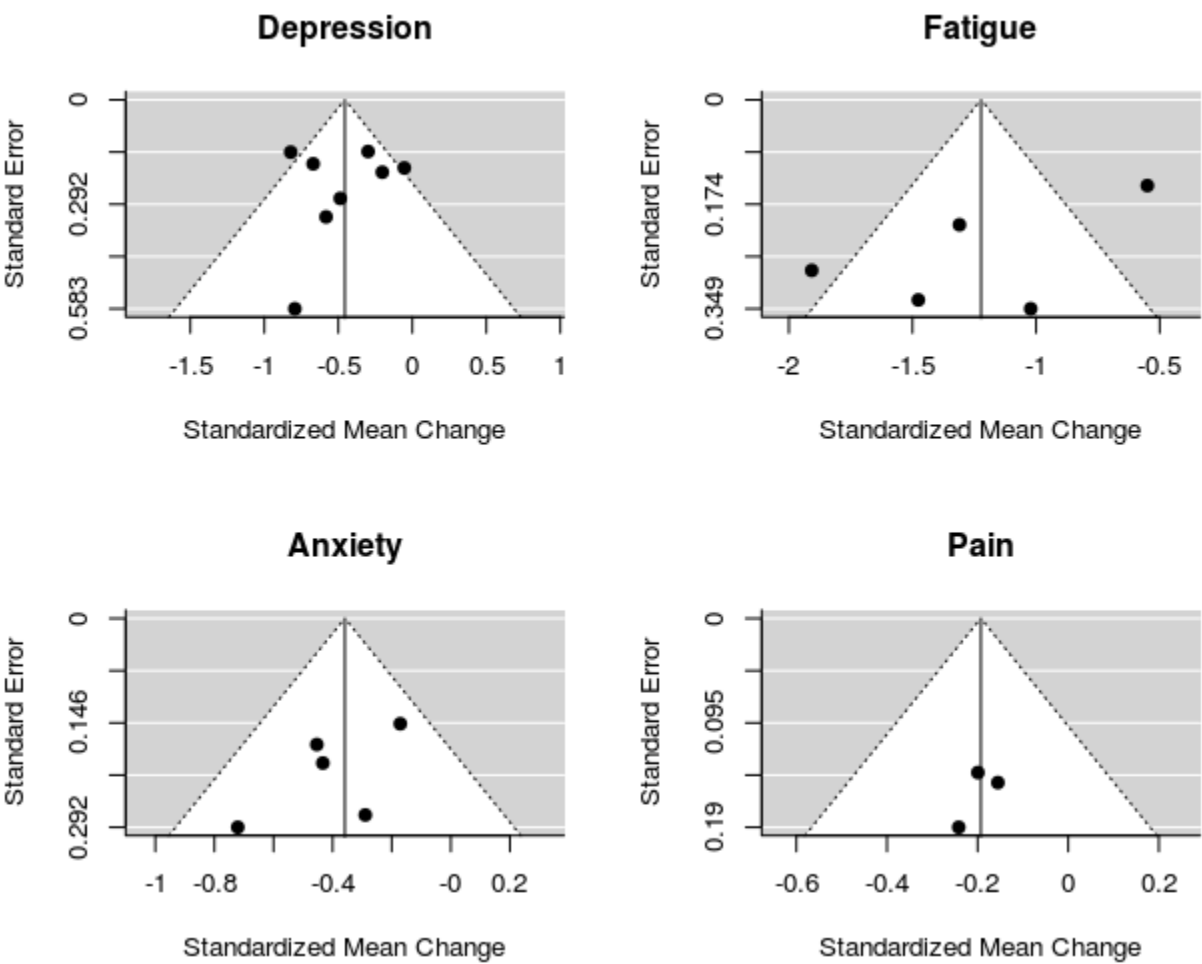 Depression
Standard Error
0
0.292
0.583
-1.5 -1 -0.5 0 0.5 1
Standardized Mean Change
Fatigue
Standard Error
0
0.174
0.349
-2 -1.5 -1 -0.5
Standardized Mean Change
Anxiety
Standard Error
0
0.146
0.292
-1 -0.8 -0.4 -0 0.2
Standardized Mean Change
Pain
Standard Error
0
0.095
0.19
-0.6 -0.4 -0.2 0 0.2
Standardized Mean Change